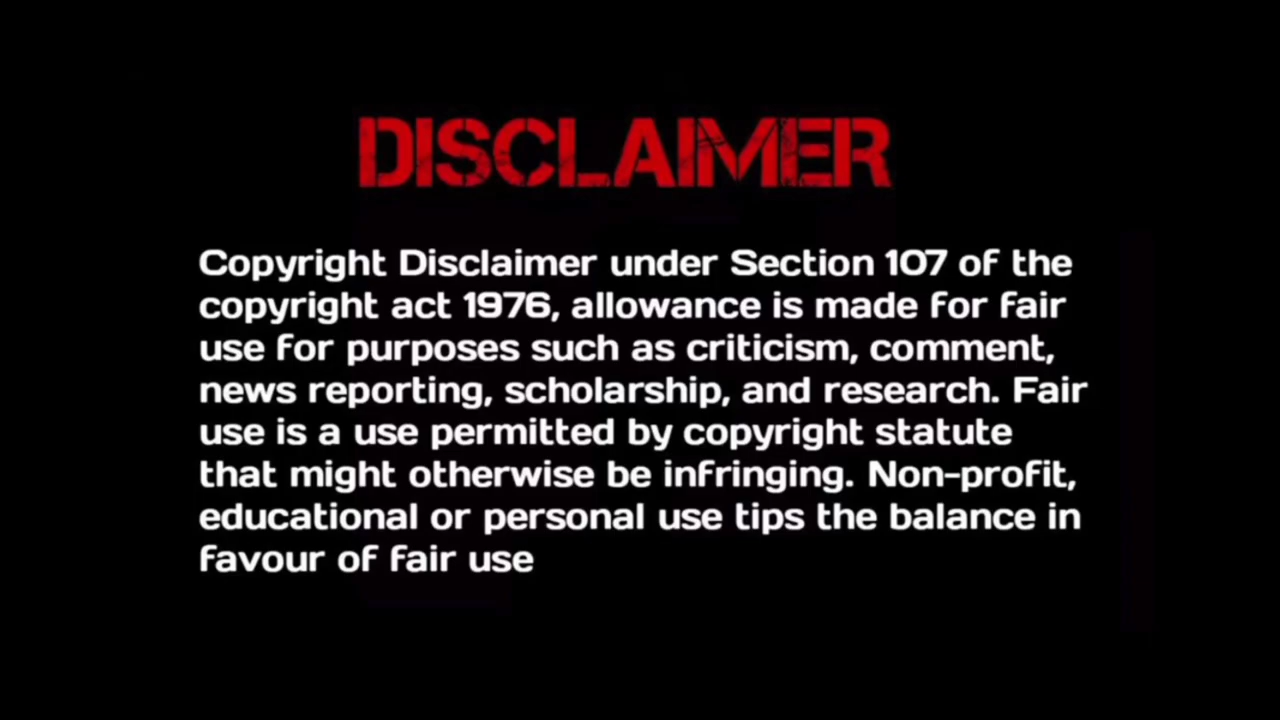 DISCLAIMER
Copyright Disclaimer under Section 107 of the
copyright act 1976, allowance is made for fair
use for purposes such as criticism, comment,
news reporting, scholarship, and research. Fair
use is a use permitted by copyright statute
that might otherwise be infringing. Non-profit,
educational or personal use tips the balance in
favour of fair use